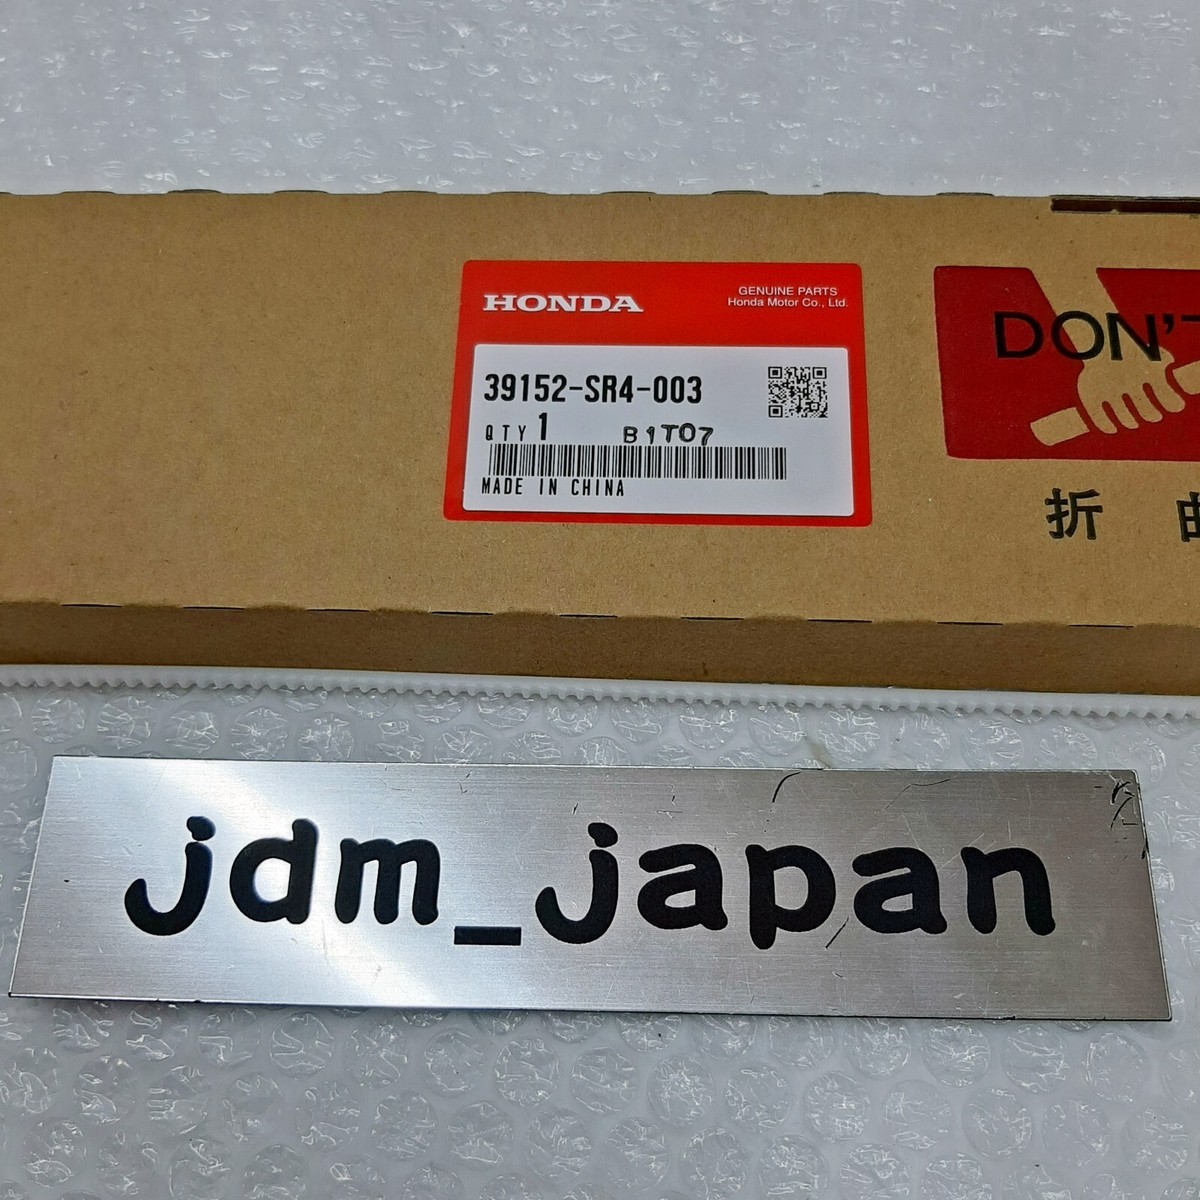 HONDA
GENUINE PARTS
Honda Motor Co., Ltd.
39152-SR4-003
QTY 1 B1T07
MADE IN CHINA
DON'T
折
jdm_japan